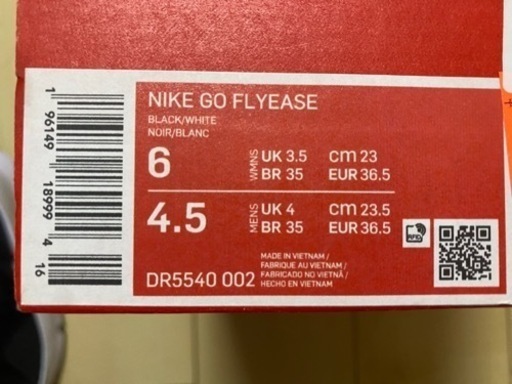 NIKE GO FLYEASE
BLACK/WHITE
NOIR/BLANC
6 WMNS UK 3.5 cm 23
BR 35 EUR 36.5
4.5 MENS UK 4 cm 23.5
BR 35 EUR 36.5
DR5540 002
MADE IN VIETNAM /
FABRIQUE AU VIETNAM /
FABRICADO NO VIETNÃ /
HECHO EN VIETNAM
RFID
1 96149 18999 4 16